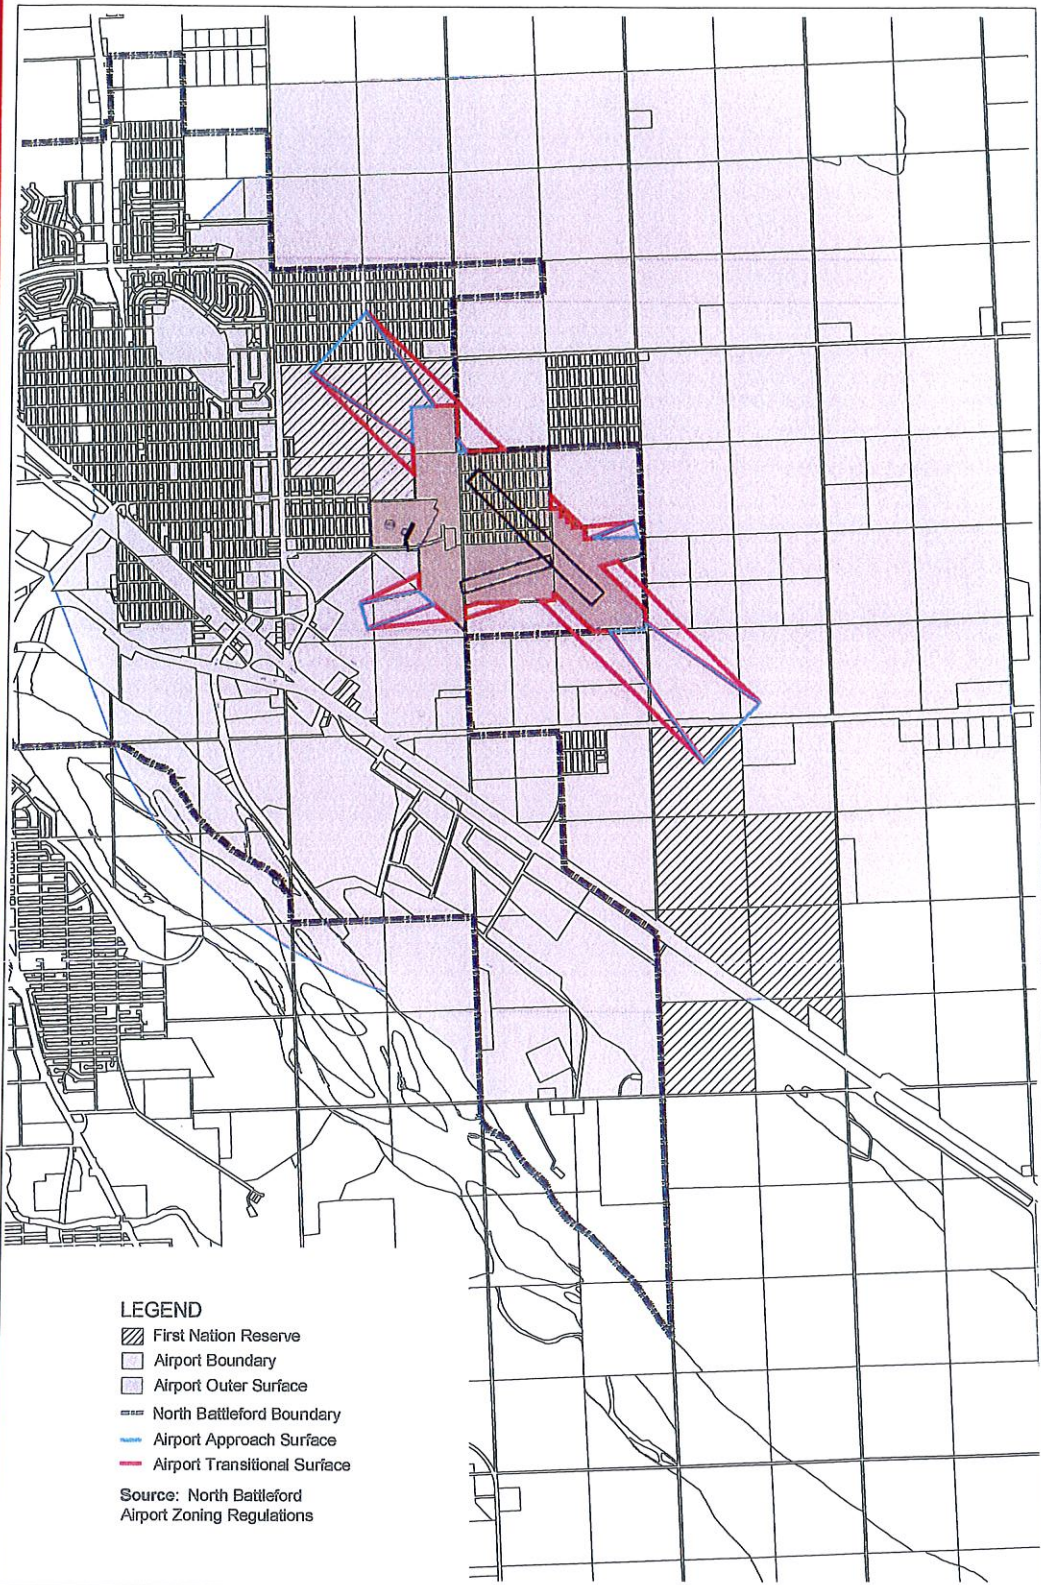 LEGEND
First Nation Reserve
Airport Boundary
Airport Outer Surface
North Battleford Boundary
Airport Approach Surface
Airport Transitional Surface
Source: North Battleford
Airport Zoning Regulations